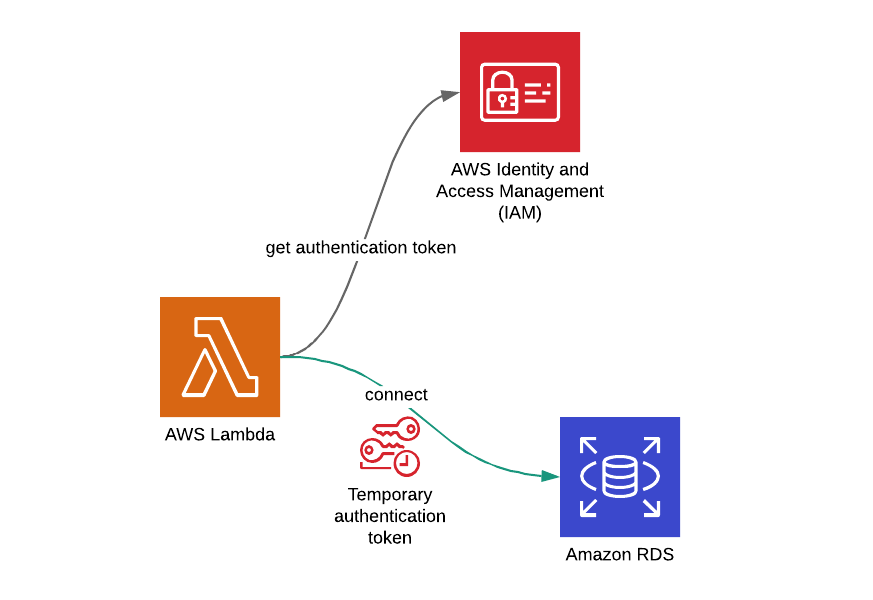 AWS Identity and
Access Management
(IAM)
get authentication token
AWS Lambda
connect
Temporary
authentication
token
Amazon RDS